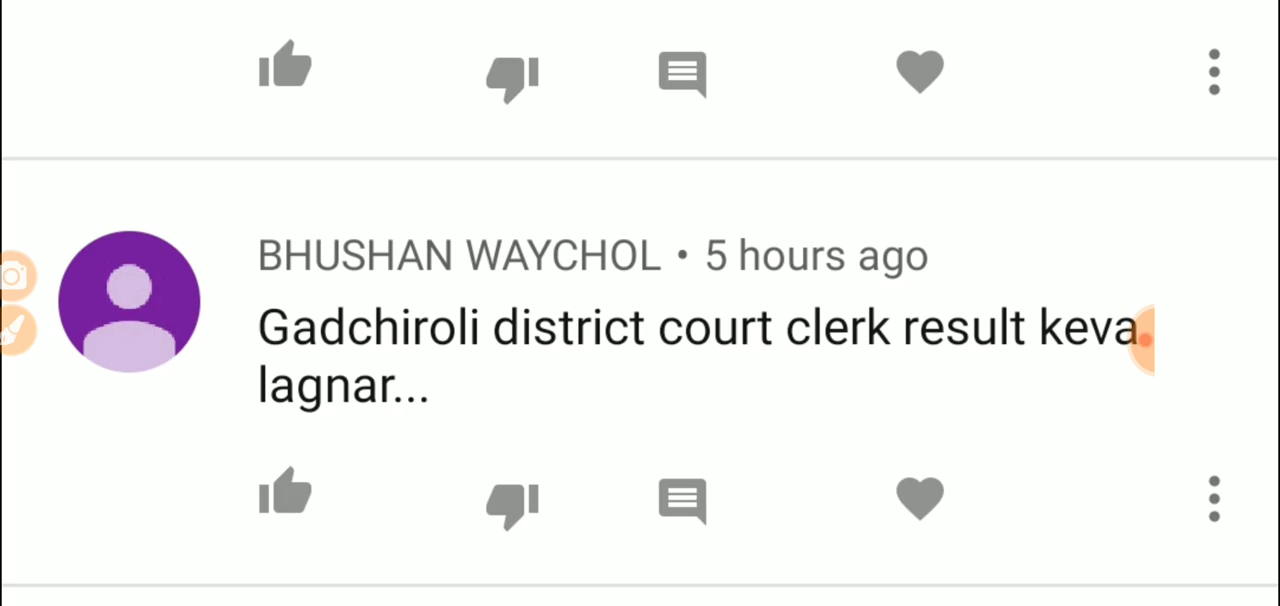 BHUSHAN WAYCHOL • 5 hours ago
Gadchiroli district court clerk result keva
lagnar...